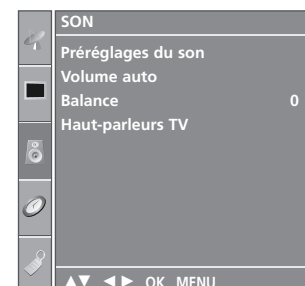 SON
Préréglages du son
Volume auto
Balance 0
Haut-parleurs TV
▲▼ ◄► OK MENU